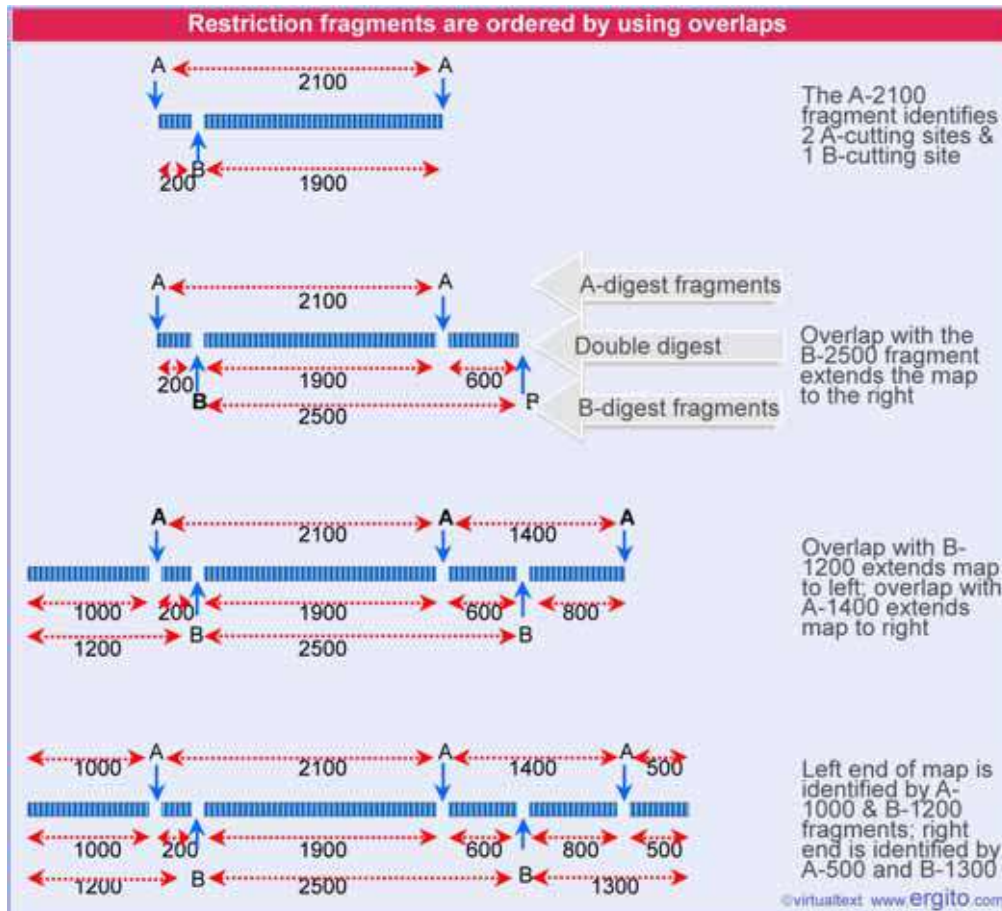 Restriction fragments are ordered by using overlaps
A A
2100
The A-2100
fragment identifies
2 A-cutting sites &
1 B-cutting site
B
200 1900
A A
2100
A-digest fragments
Double digest
B-digest fragments
Overlap with the
B-2500 fragment
extends the map
to the right
200 1900 600
B
2500
A A A
2100 1400
Overlap with B-
1200 extends map
to left; overlap with
A-1400 extends
map to right
1000 200 1900 600 800
B B
1200 2500
A A A
1000 2100 1400 500
Left end of map is
identified by A-
1000 & B-1200
fragments; right
end is identified by
A-500 and B-1300
1000 200 1900 600 800 500
B B
1200 2500 1300
©virtualtext www.ergito.com